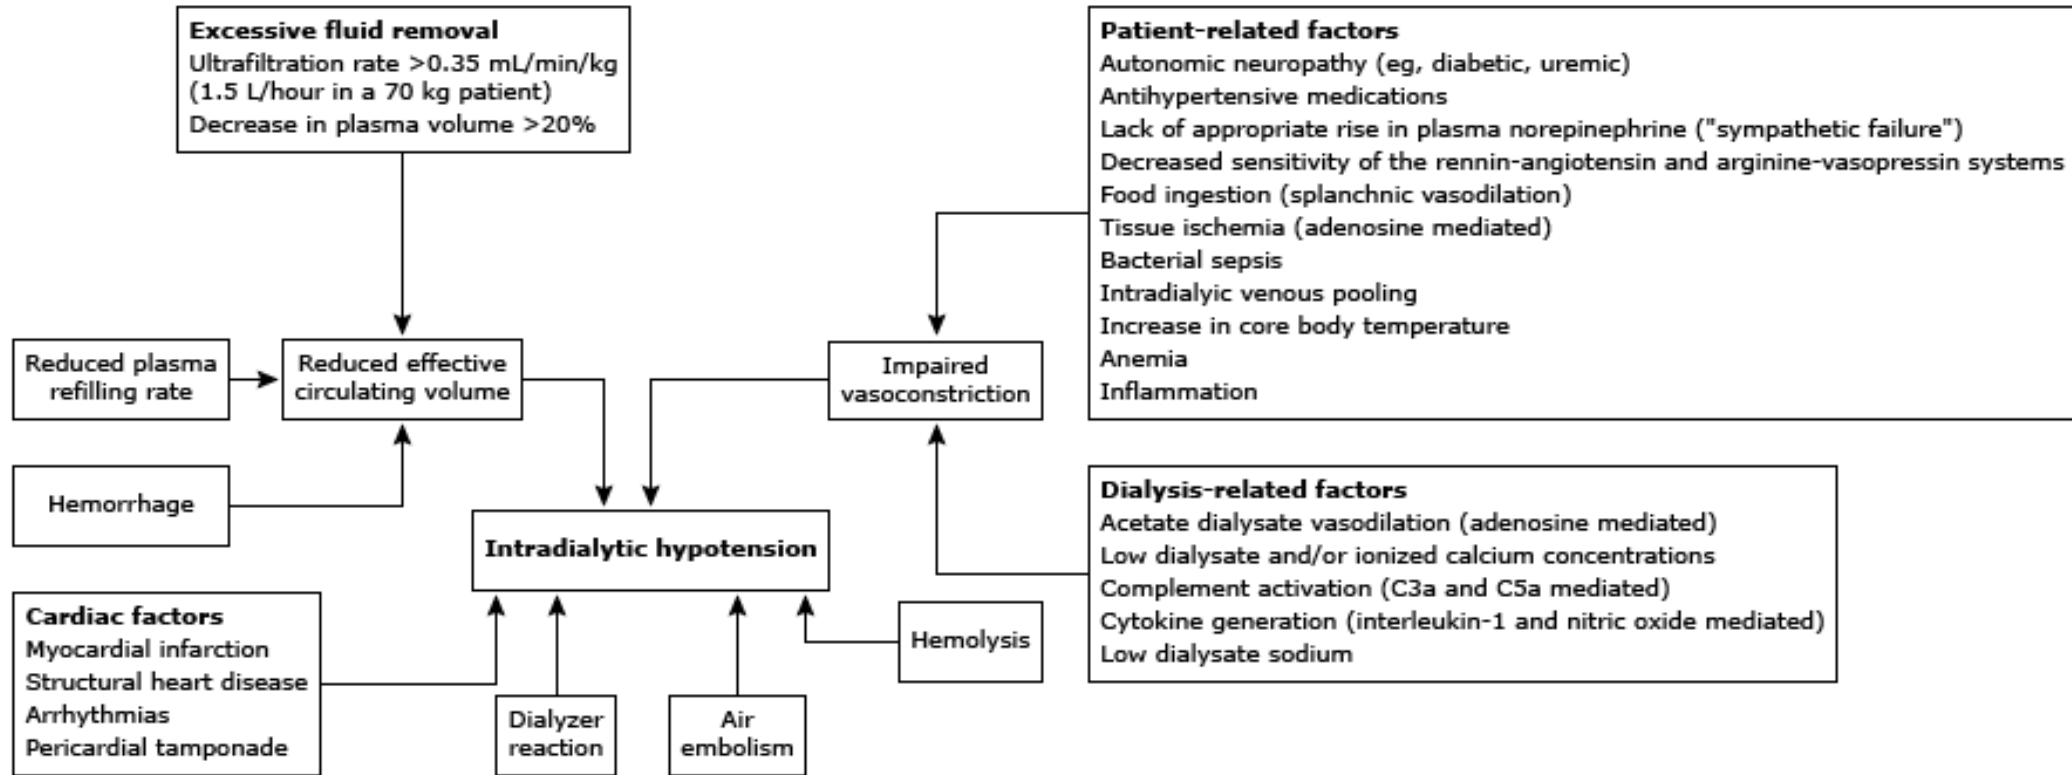 Excessive fluid removal
Ultrafiltration rate >0.35 mL/min/kg
(1.5 L/hour in a 70 kg patient)
Decrease in plasma volume >20%
Patient-related factors
Autonomic neuropathy (eg, diabetic, uremic)
Antihypertensive medications
Lack of appropriate rise in plasma norepinephrine ("sympathetic failure")
Decreased sensitivity of the rennin-angiotensin and arginine-vasopressin systems
Food ingestion (splanchnic vasodilation)
Tissue ischemia (adenosine mediated)
Bacterial sepsis
Intradialyic venous pooling
Increase in core body temperature
Anemia
Inflammation
Reduced plasma
refilling rate
Reduced effective
circulating volume
Impaired
vasoconstriction
Hemorrhage
Intradialytic hypotension
Dialysis-related factors
Acetate dialysate vasodilation (adenosine mediated)
Low dialysate and/or ionized calcium concentrations
Complement activation (C3a and C5a mediated)
Cytokine generation (interleukin-1 and nitric oxide mediated)
Low dialysate sodium
Cardiac factors
Myocardial infarction
Structural heart disease
Arrhythmias
Pericardial tamponade
Dialyzer
reaction
Air
embolism
Hemolysis